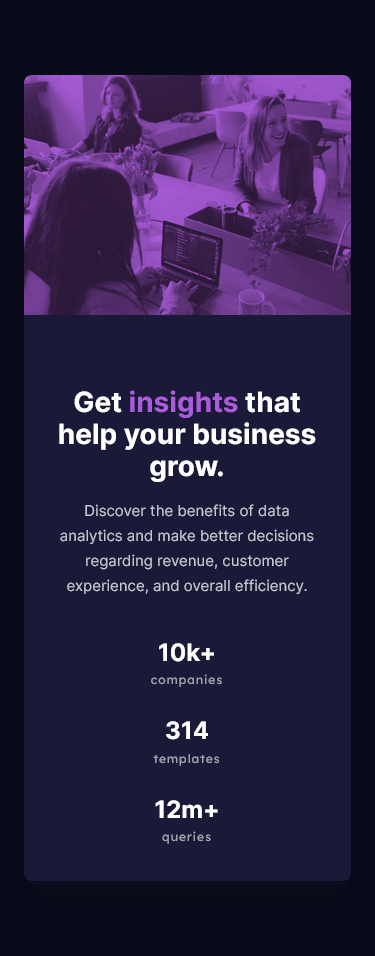 Get insights that
help your business
grow.
Discover the benefits of data
analytics and make better decisions
regarding revenue, customer
experience, and overall efficiency.
10k+
companies
314
templates
12m+
queries